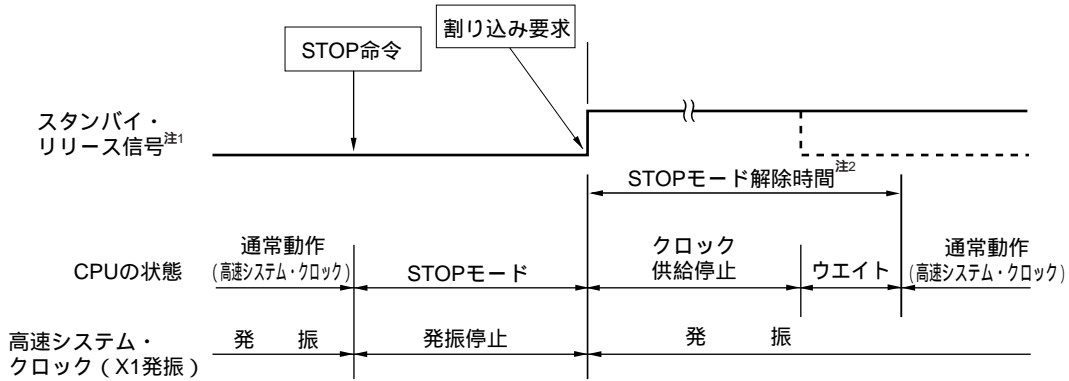 割り込み要求
STOP命令
スタンバイ・
リリース信号注1
STOPモード解除時間注2
CPUの状態
通常動作
(高速システム・クロック)
STOPモード
クロック
供給停止
ウエイト
通常動作
(高速システム・クロック)
高速システム・
クロック（X1発振）
発　振
発振停止
発　振